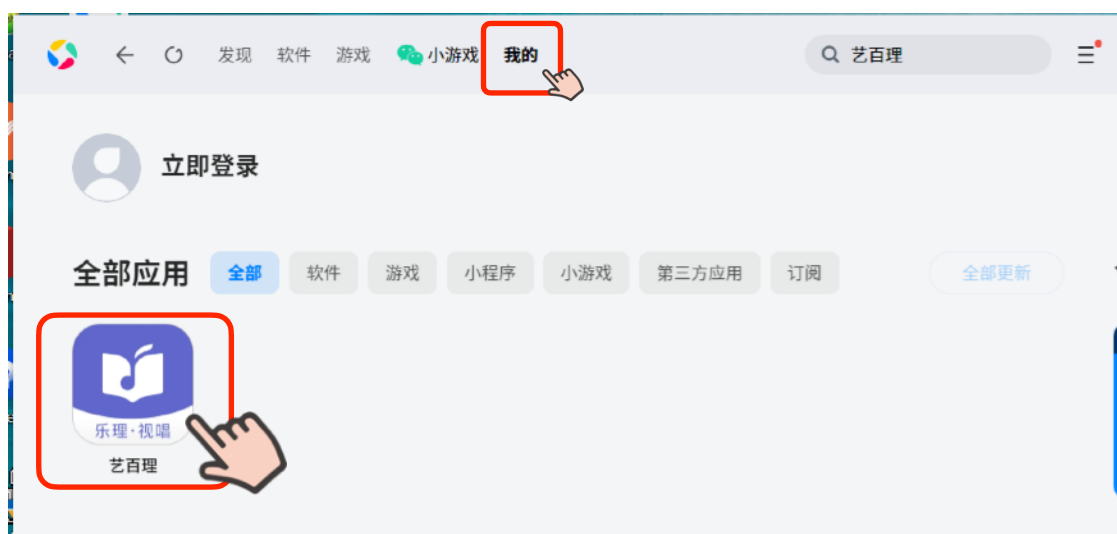 发现 软件 游戏 小游戏 我的 艺百理
立即登录
全部应用 全部 软件 游戏 小程序 小游戏 第三方应用 订阅 全部更新
乐理·视唱
艺百理